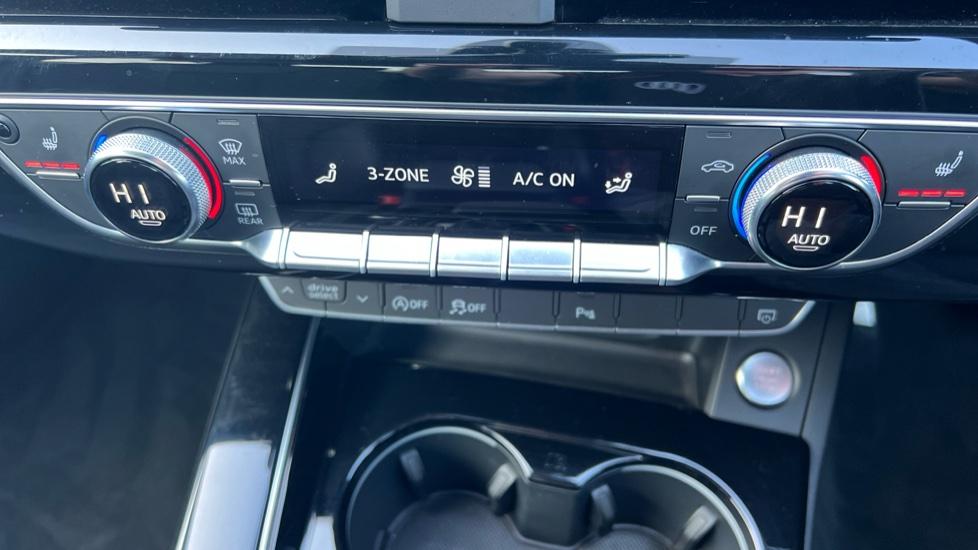 MAX
REAR
HI
AUTO
3-ZONE
A/C ON
OFF
HI
AUTO
drive
select
OFF
OFF
P